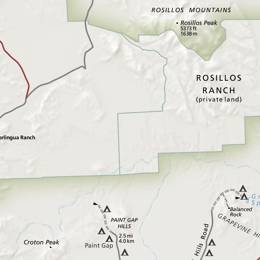 ROSILLOS MOUNTAINS
Rosillos Peak
5373 ft
1638 m
ROSILLOS
RANCH
(private land)
erlingua Ranch
Balanced
Rock
GRAPEVINE HI
PAINT GAP
HILLS
2.5 mi
4.0 km
Paint Gap
Croton Peak
Hills Road